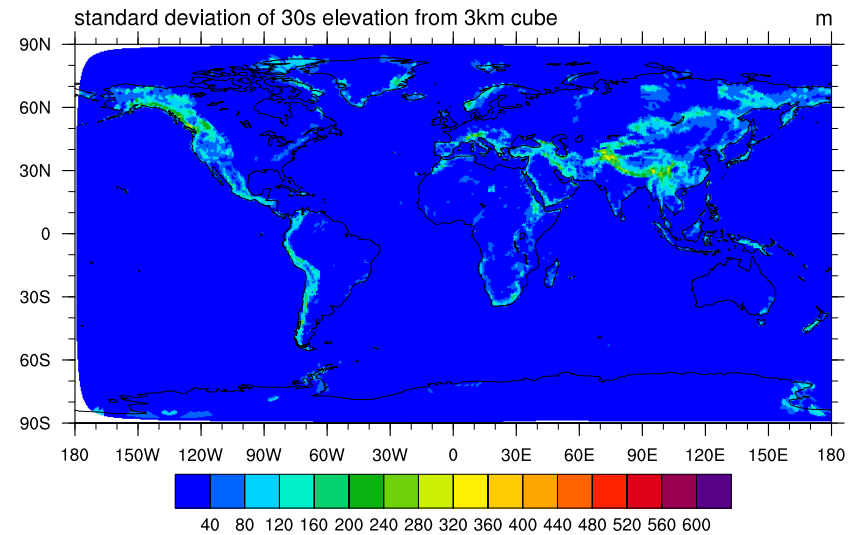 standard deviation of 30s elevation from 3km cube m
90N
60N
30N
0
30S
60S
90S
180 150W 120W 90W 60W 30W 0 30E 60E 90E 120E 150E 180
40 80 120 160 200 240 280 320 360 400 440 480 520 560 600